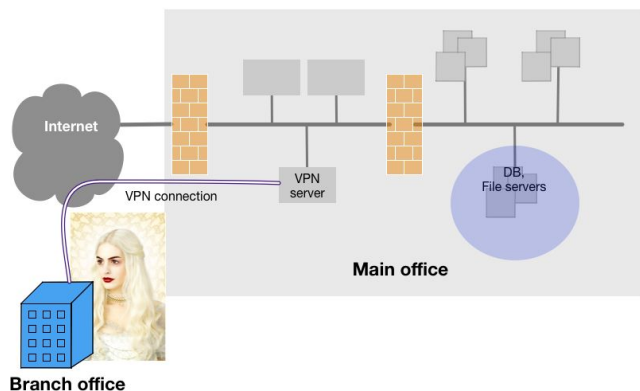 Internet
VPN
server
DB,
File servers
VPN connection
Main office
Branch office